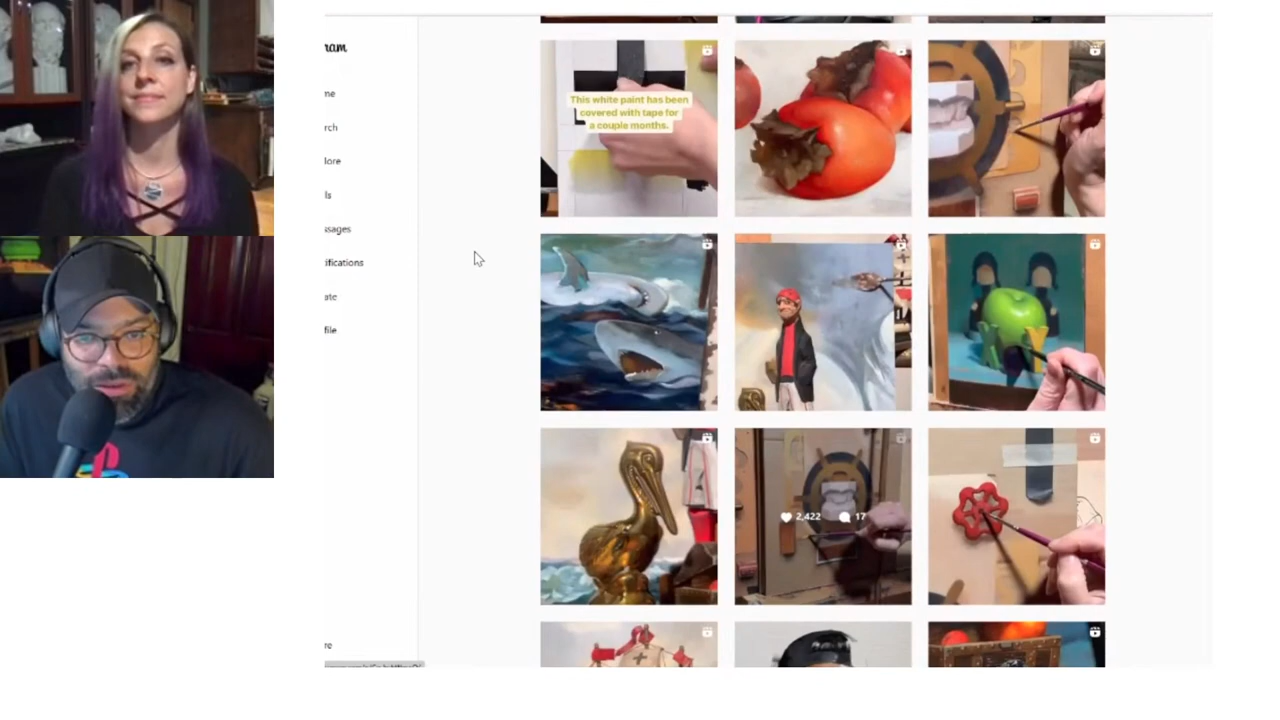 ram
me
rch
lore
ls
ssages
ifications
ate
file
re
This white paint has been
covered with tape for
a couple months.
2,422 17